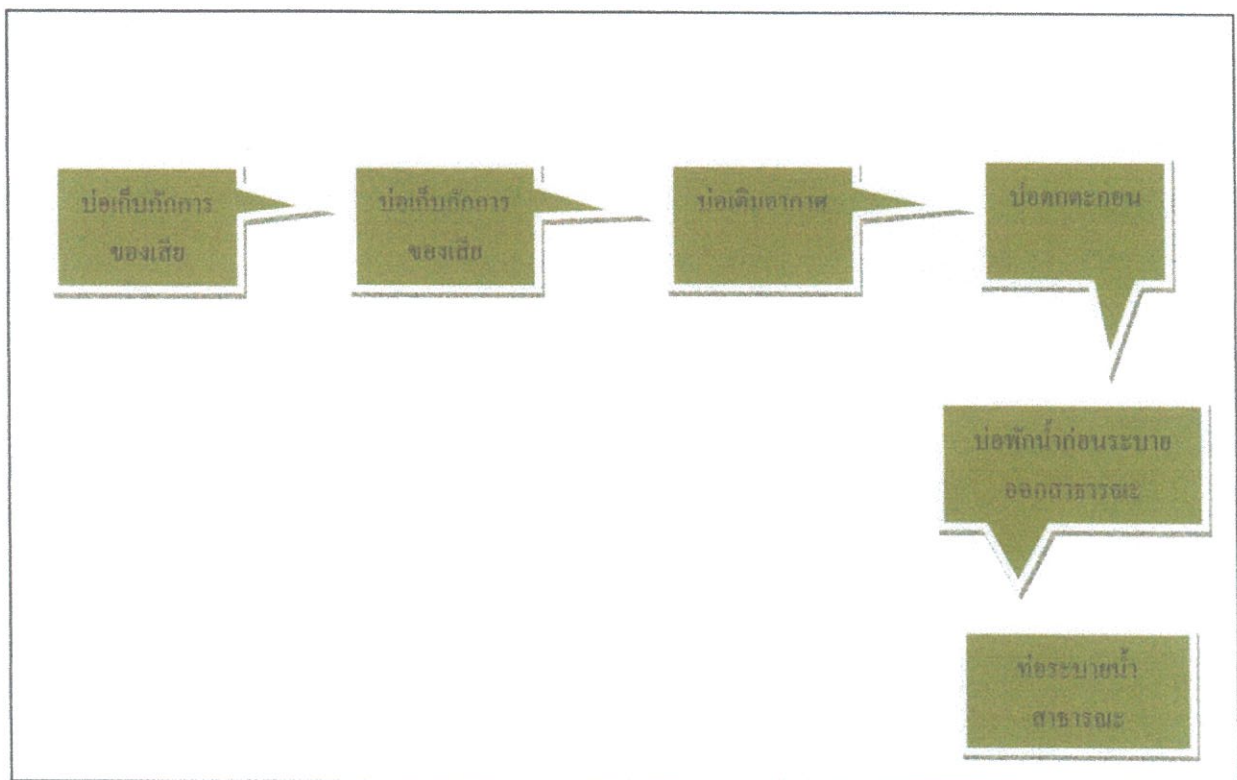 บ่อเก็บกักการ
ของเสีย
บ่อเก็บกักการ
ของเสีย
บ่อเติมอากาศ
บ่อตกตะกอน
บ่อพักน้ำก่อนระบาย
ออกสาธารณะ
ท่อระบายน้ำ
สาธารณะ